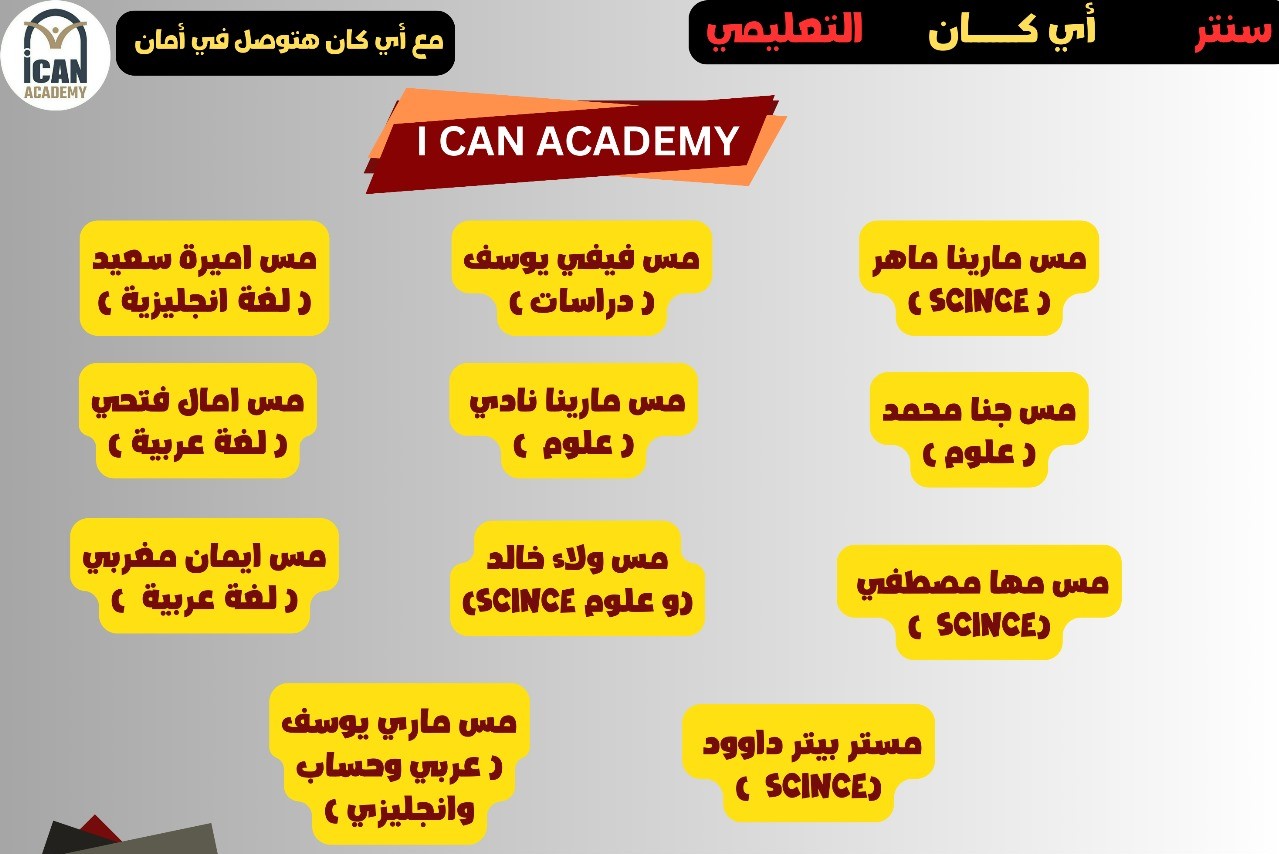 سنتر أي كـــــان التعليمي
مع أي كان هتوصل في أمان
iCAN
ACADEMY
I CAN ACADEMY
مس مارينا ماهر
( SCINCE )
مس فيفي يوسف
( دراسات )
مس اميرة سعيد
( لغة انجليزية )
مس جنا محمد
( علوم )
مس مارينا نادي
( علوم )
مس امال فتحي
( لغة عربية )
مس مها مصطفي
(SCINCE )
مس ولاء خالد
(و علوم SCINCE)
مس ايمان مغربي
( لغة عربية )
مستر بيتر داوود
(SCINCE )
مس ماري يوسف
( عربي وحساب
وانجليزي )